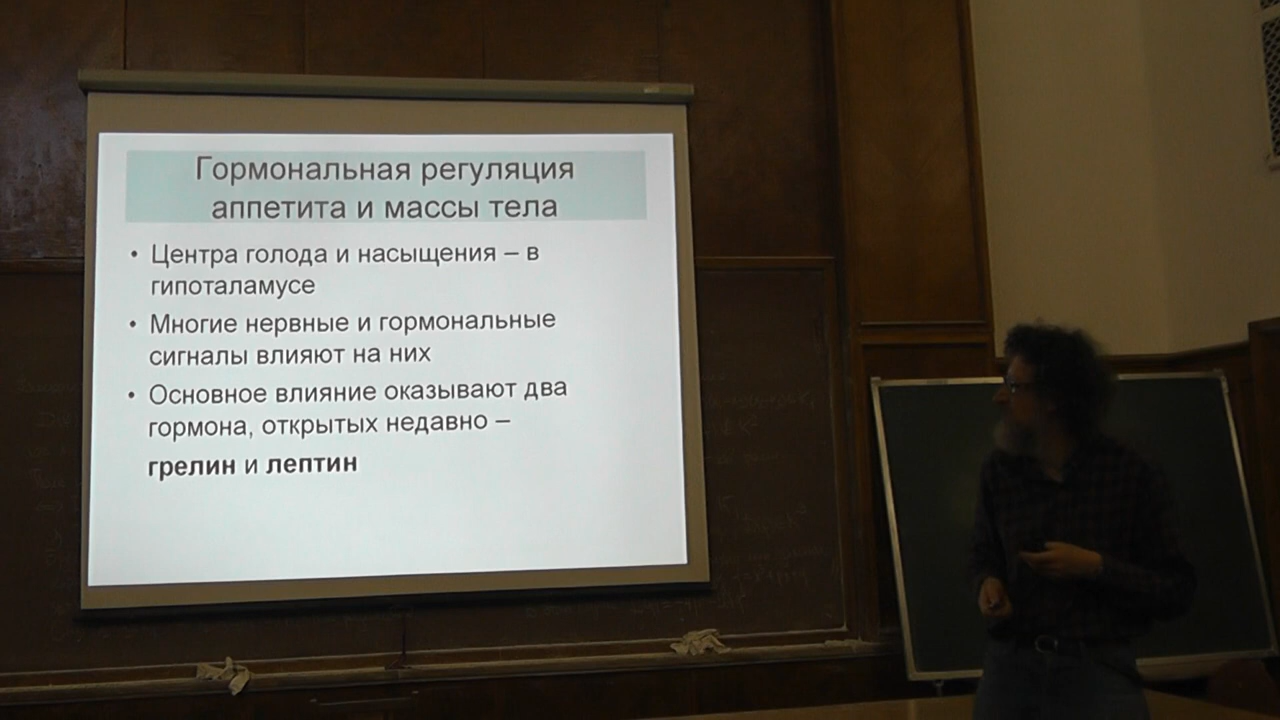 Гормональная регуляция
аппетита и массы тела
• Центра голода и насыщения – в
гипоталамусе
• Многие нервные и гормональные
сигналы влияют на них
• Основное влияние оказывают два
гормона, открытых недавно –
грелин и лептин